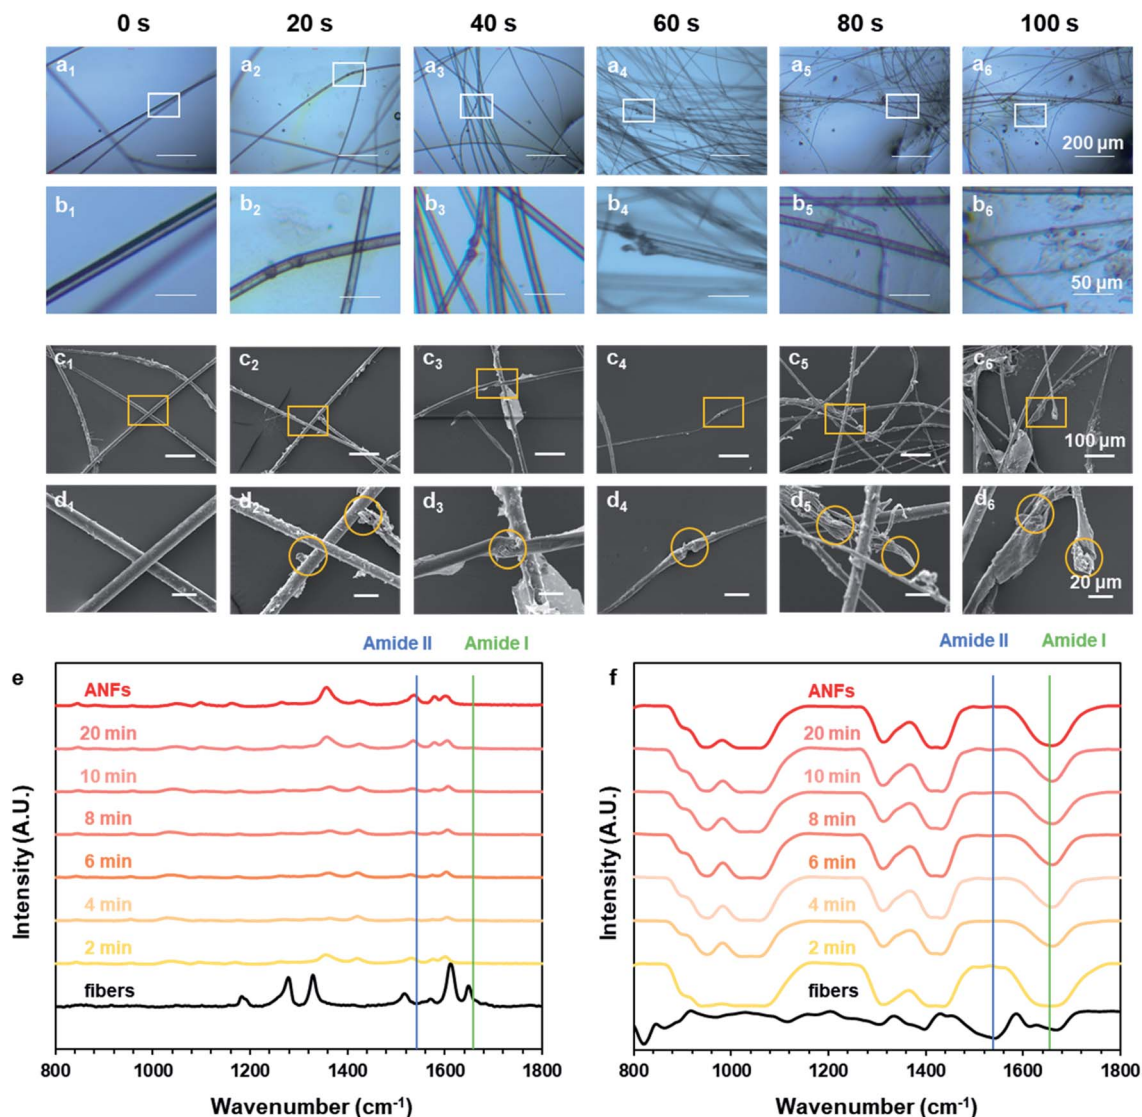 0 s 20 s 40 s 60 s 80 s 100 s
a1 a2 a3 a4 a5 a6
200 μm
b1 b2 b3 b4 b5 b6
50 μm
c1 c2 c3 c4 c5 c6
100 μm
d1 d2 d3 d4 d5 d6
20 μm
Amide II Amide I
e
ANFs
20 min
10 min
8 min
6 min
4 min
2 min
fibers
Intensity (A.U.)
800 1000 1200 1400 1600 1800
Wavenumber (cm-1)
Amide II Amide I
f
ANFs
20 min
10 min
8 min
6 min
4 min
2 min
fibers
Intensity (A.U.)
800 1000 1200 1400 1600 1800
Wavenumber (cm-1)